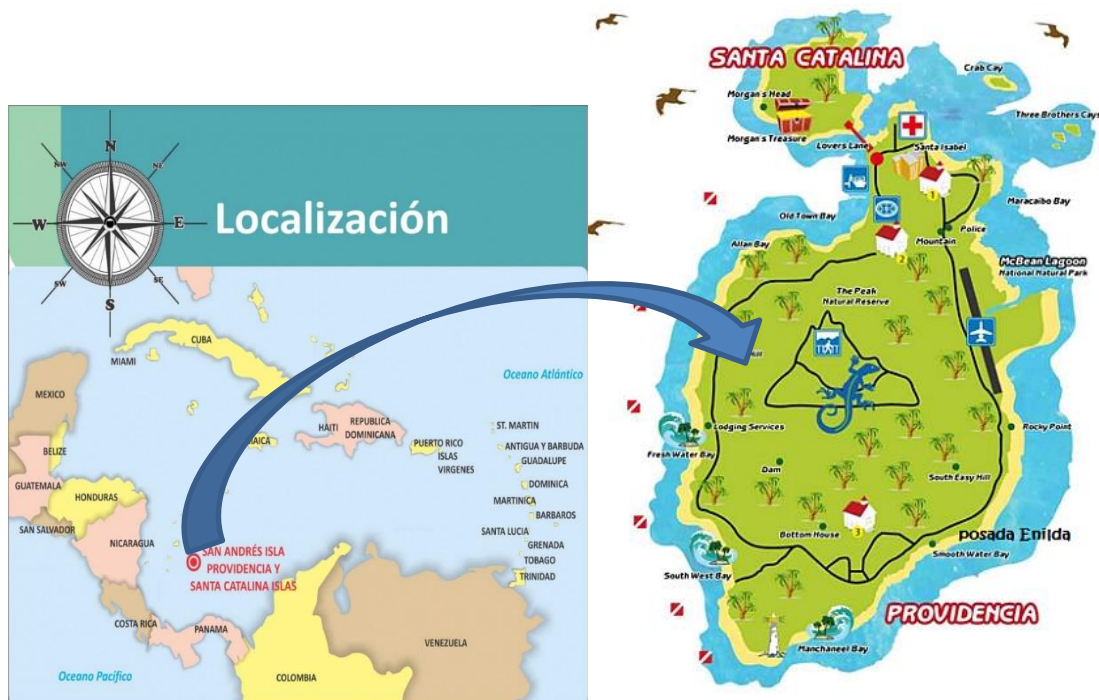 N
NW
NE
W
E
SW
SE
S
Localización
MIAMI
CUBA
Oceano Atlántico
MEXICO
HAITI
REPUBLICA
DOMINICANA
PUERTO RICO
ISLAS
VIRGENES
ST. MARTIN
ANTIGUA Y BARBUDA
GUADALUPE
BELIZE
DOMINICA
GUATEMALA
HONDURAS
MARTINICA
BARBAROS
SAN SALVADOR
NICARAGUA
SANTA LUCIA
GRENADA
TOBAGO
TRINIDAD
SAN ANDRÉS ISLA
PROVIDENCIA Y
SANTA CATALINA ISLAS
COSTA RICA
PANAMA
VENEZUELA
Oceano Pacífico
COLOMBIA
SANTA CATALINA
Crab Cay
Morgan's Head
Three Brothers Cays
Morgan's Treasure
Lovers Lane
Santa Isabel
1
Maracaibo Bay
Old Town Bay
Police
Allan Bay
Mountain
2
McBean Lagoon
National Natural Park
The Peak
Natural Reserve
Lodging Services
Rocky Point
Fresh Water Bay
Dam
South Easy Hill
3
Bottom House
posada Enilda
Smooth Water Bay
South West Bay
PROVIDENCIA
Manchaneel Bay